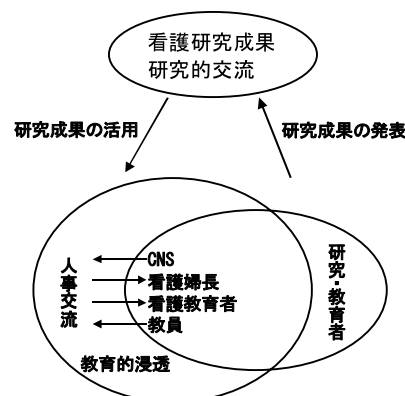 看護研究成果
研究的交流
研究成果の活用
研究成果の発表
人事交流
CNS
看護婦長
看護教育者
教員
研究・教育者
教育的浸透